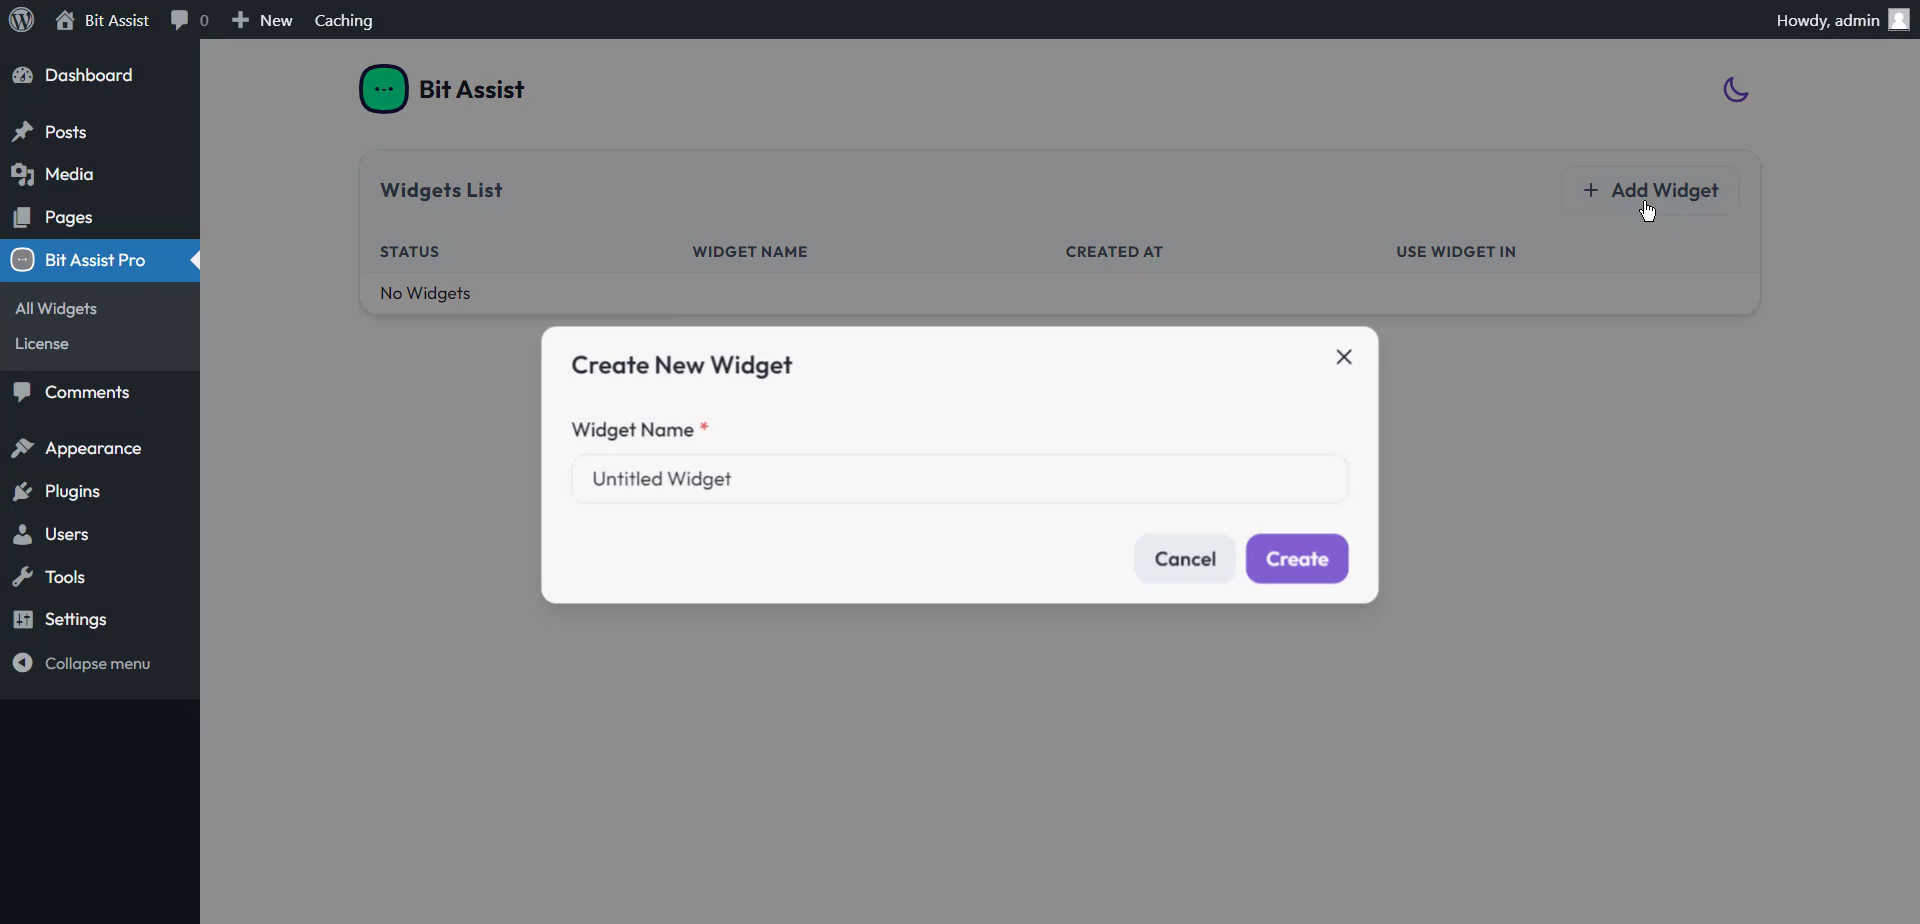 Bit Assist 0 New Caching Howdy, admin
Dashboard
Posts
Media
Pages
Bit Assist Pro
All Widgets
License
Comments
Appearance
Plugins
Users
Tools
Settings
Collapse menu
Bit Assist
Widgets List + Add Widget
STATUS WIDGET NAME CREATED AT USE WIDGET IN
No Widgets
Create New Widget
Widget Name *
Untitled Widget
Cancel Create